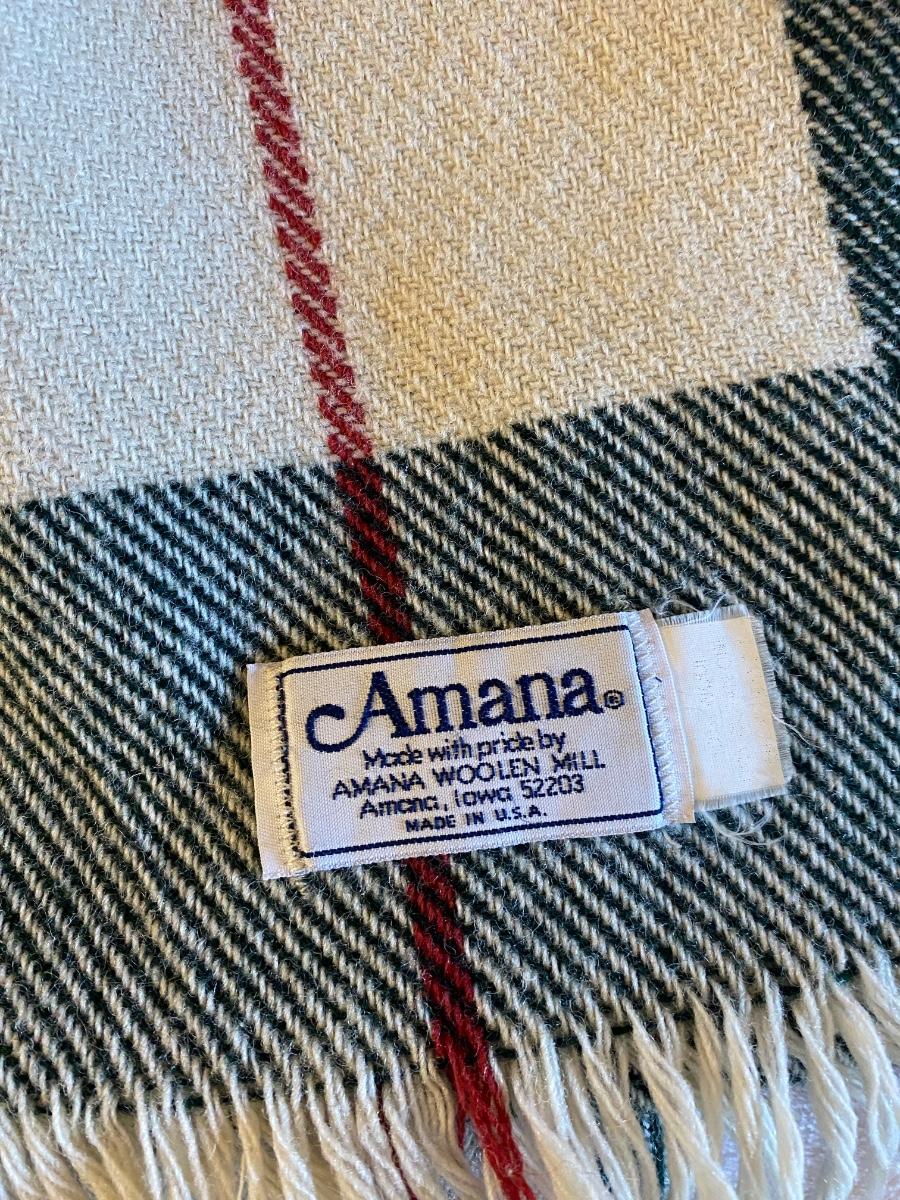 Amana®
Made with pride by
AMANA WOOLEN MILL
Amana, Iowa 52203
MADE IN U.S.A.